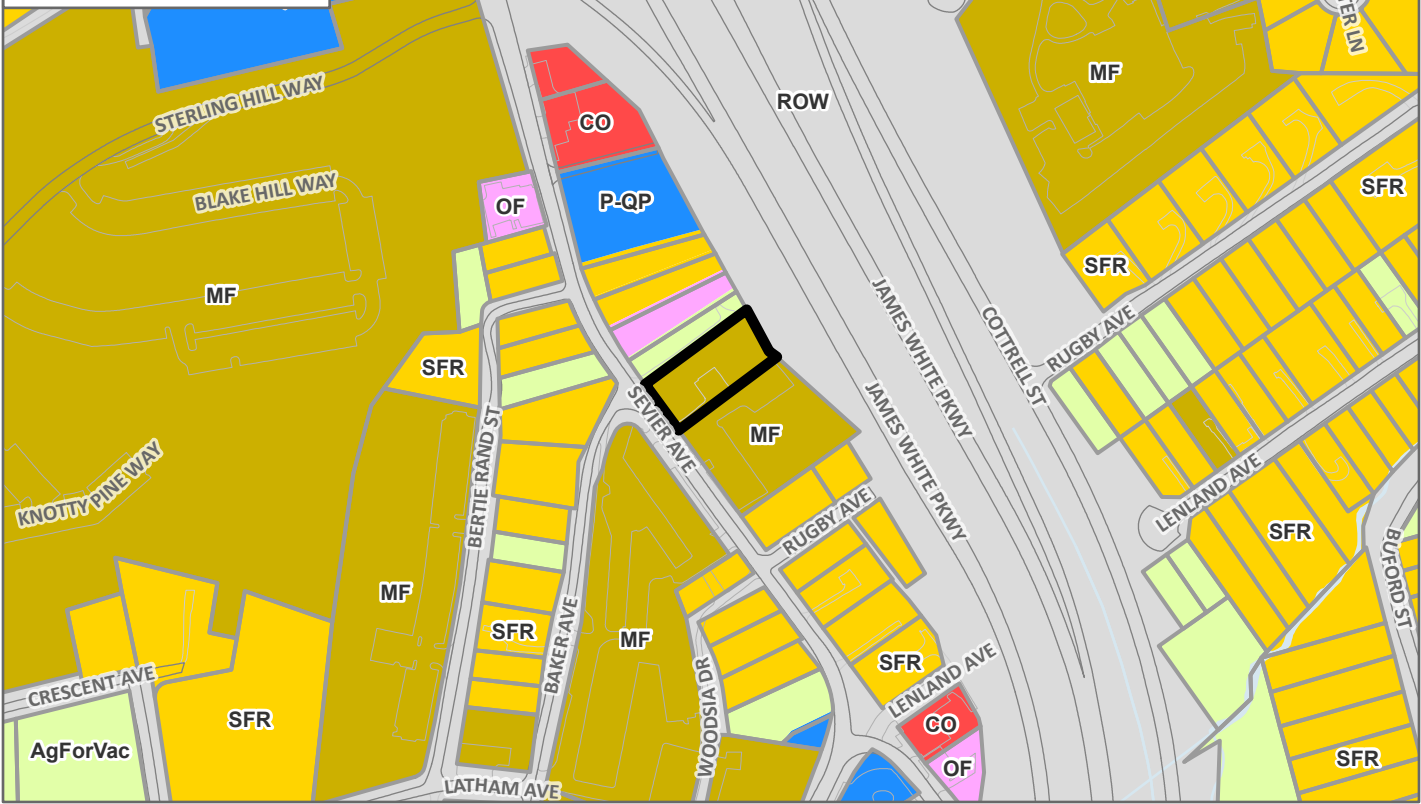 TER LN
MF
STERLING HILL WAY
ROW
CO
BLAKE HILL WAY
SFR
OF
P-QP
SFR
MF
JAMES WHITE PKWY
COTTRELL ST
RUGBY AVE
SFR
SEVIER AVE
MF
JAMES WHITE PKWY
BERTIE RAND ST
KNOTTY PINE WAY
LENLAND AVE
RUGBY AVE
SFR
BUFORD ST
MF
SFR
BAKER AVE
MF
SFR
LENLAND AVE
CRESCENT AVE
WOODSIA DR
SFR
CO
AgForVac
OF
SFR
LATHAM AVE